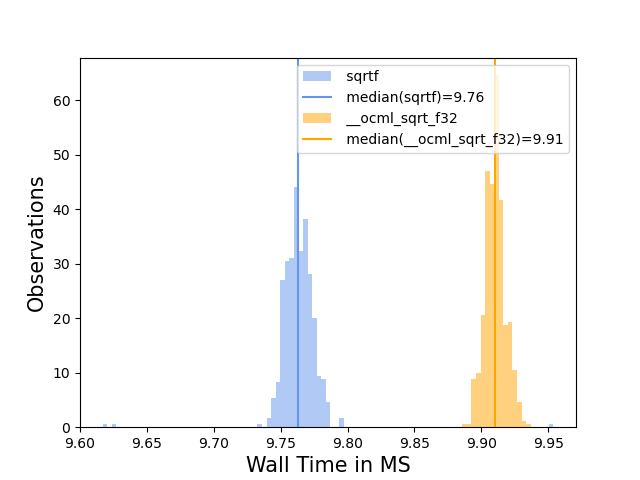 sqrtf
median(sqrtf)=9.76
__ocml_sqrt_f32
median(__ocml_sqrt_f32)=9.91
Observations
60
50
40
30
20
10
0
9.60 9.65 9.70 9.75 9.80 9.85 9.90 9.95
Wall Time in MS